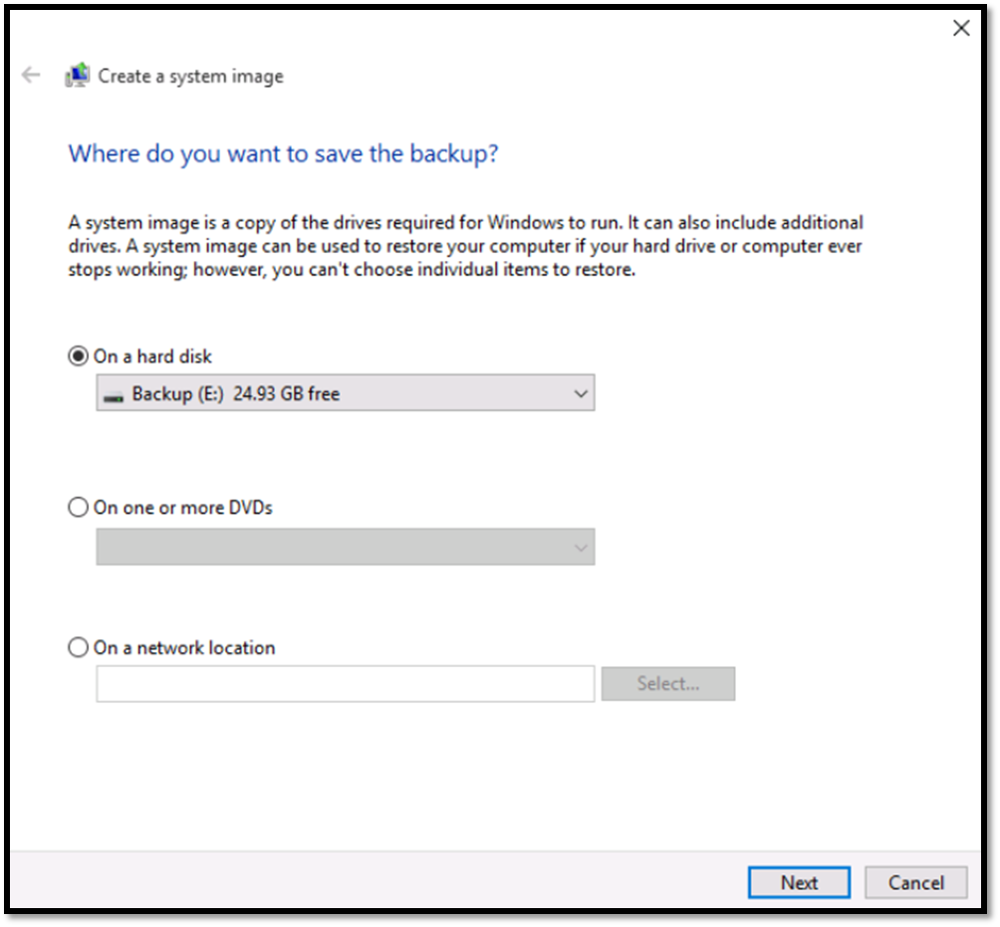 Create a system image
Where do you want to save the backup?
A system image is a copy of the drives required for Windows to run. It can also include additional
drives. A system image can be used to restore your computer if your hard drive or computer ever
stops working; however, you can't choose individual items to restore.
On a hard disk
Backup (E:)  24.93 GB free
On one or more DVDs
On a network location
Select...
Next
Cancel